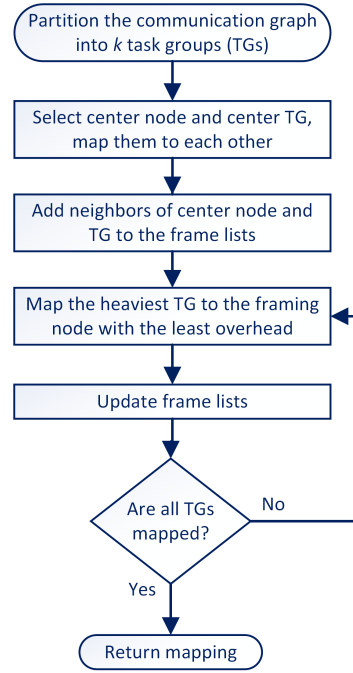 Partition the communication graph
into k task groups (TGs)
Select center node and center TG,
map them to each other
Add neighbors of center node and
TG to the frame lists
Map the heaviest TG to the framing
node with the least overhead
Update frame lists
Are all TGs
mapped?
No
Yes
Return mapping